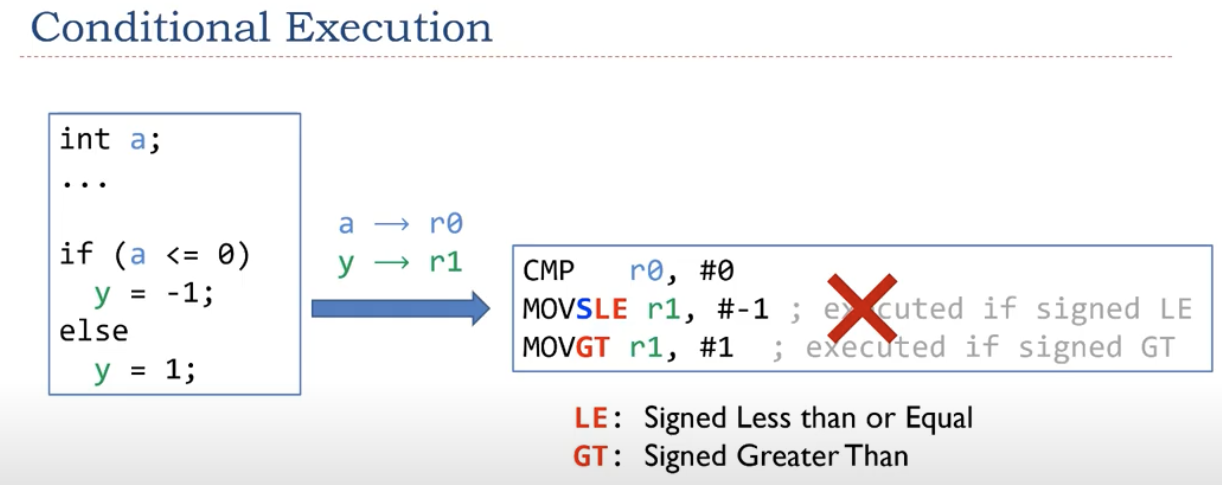 Conditional Execution
int a;
...
if (a <= 0)
y = -1;
else
y = 1;
a → r0
y → r1
CMP r0, #0
MOVSLE r1, #-1 ; executed if signed LE
MOVGT r1, #1 ; executed if signed GT
LE: Signed Less than or Equal
GT: Signed Greater Than